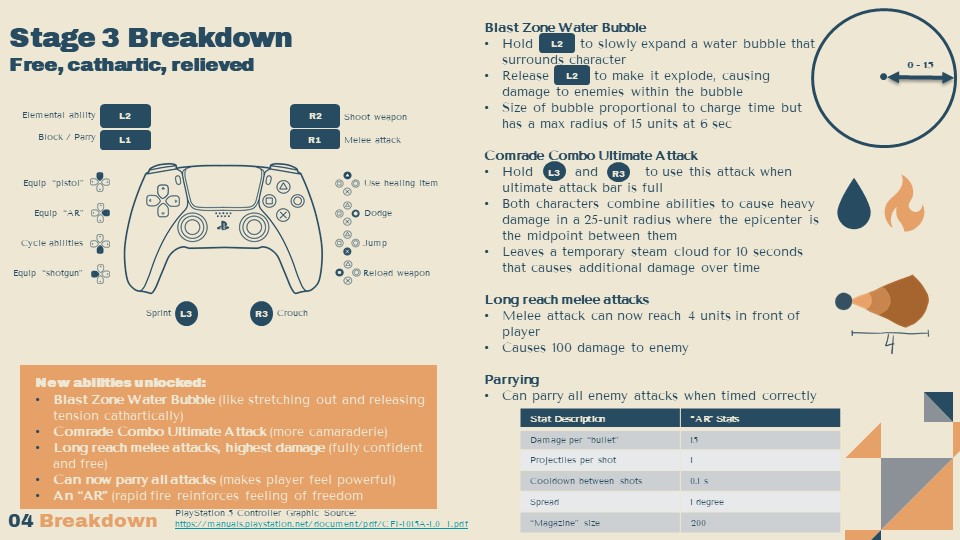 Stage 3 Breakdown
Free, cathartic, relieved
Elemental ability L2
Block / Parry L1
R2 Shoot weapon
R1 Melee attack
Equip "pistol"
Equip "AR"
Cycle abilities
Equip "shotgun"
Use healing item
Dodge
Jump
Reload weapon
Sprint L3
R3 Crouch
New abilities unlocked:
• Blast Zone Water Bubble (like stretching out and releasing
tension cathartically)
• Comrade Combo Ultimate Attack (more camaraderie)
• Long reach melee attacks, highest damage (fully confident
and free)
• Can now parry all attacks (makes player feel powerful)
• An "AR" (rapid fire reinforces feeling of freedom
04 Breakdown
PlayStation 5 Controller Graphic Source:
https://manuals.playstation.net/document/pdf/CFI-1015A-1.0_1.pdf
Blast Zone Water Bubble
• Hold L2 to slowly expand a water bubble that
surrounds character
• Release L2 to make it explode, causing
damage to enemies within the bubble
• Size of bubble proportional to charge time but
has a max radius of 15 units at 6 sec
0 - 15
Comrade Combo Ultimate Attack
• Hold L3 and R3 to use this attack when
ultimate attack bar is full
• Both characters combine abilities to cause heavy
damage in a 25-unit radius where the epicenter is
the midpoint between them
• Leaves a temporary steam cloud for 10 seconds
that causes additional damage over time
Long reach melee attacks
• Melee attack can now reach 4 units in front of
player
• Causes 100 damage to enemy
4
Parrying
• Can parry all enemy attacks when timed correctly
Stat Description "AR" Stats
Damage per "bullet" 15
Projectiles per shot 1
Cooldown between shots 0.1 s
Spread 1 degree
"Magazine" size 200